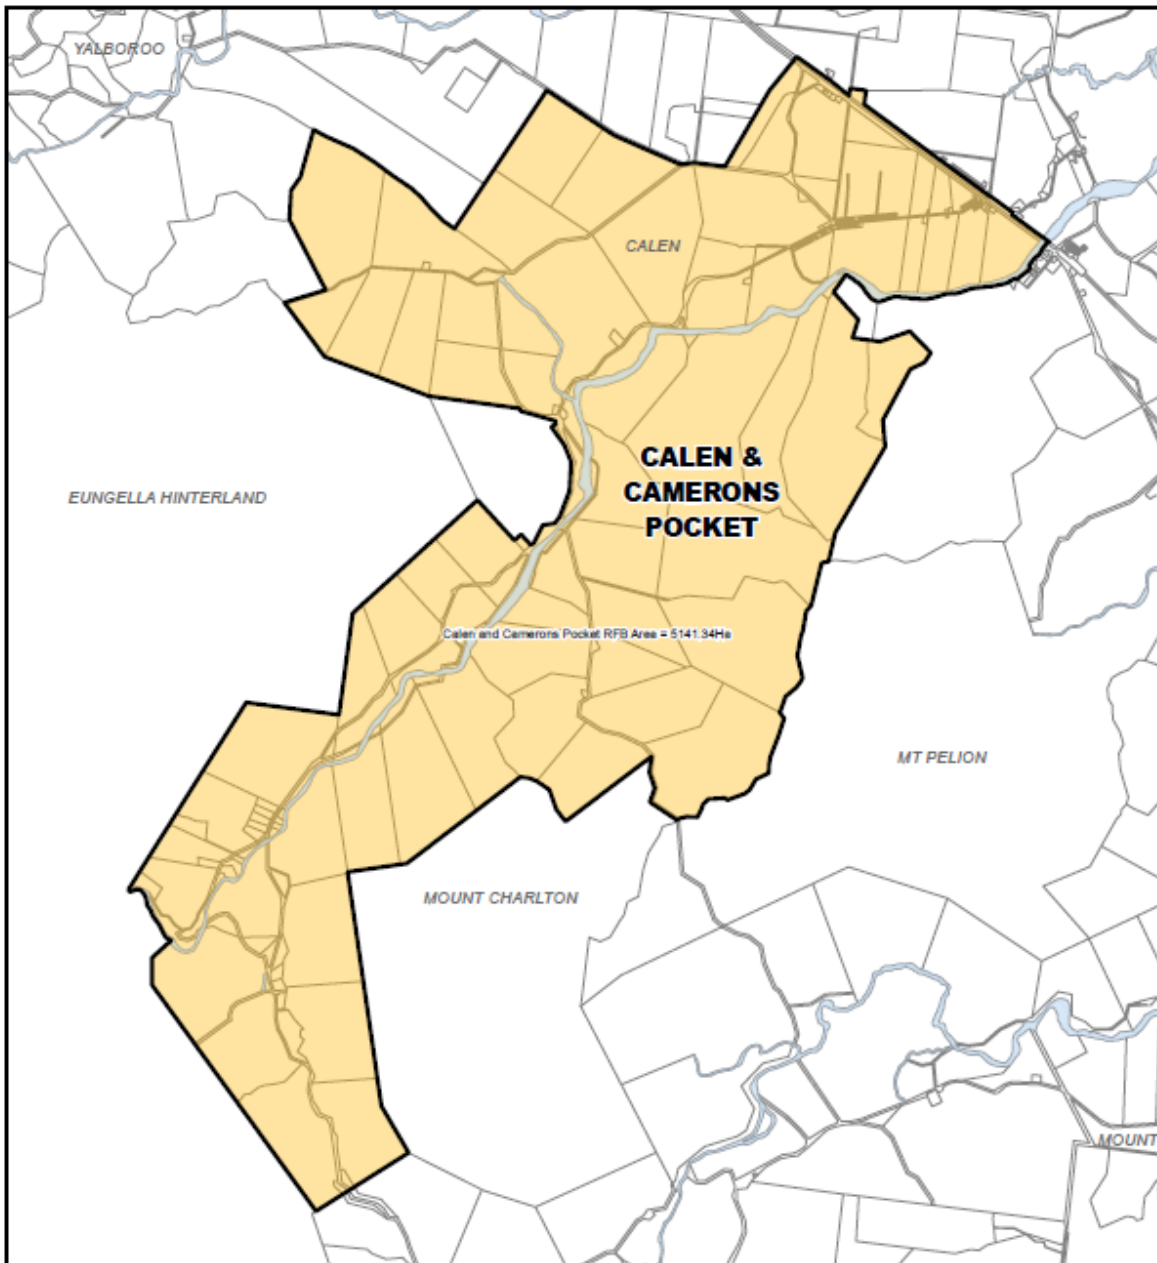 YALBOROO
CALEN
CALEN &
CAMERONS
POCKET
EUNGELLA HINTERLAND
Calen and Camerons Pocket RFB Area = 5141.34Ha
MT PELION
MOUNT CHARLTON
MOUNT